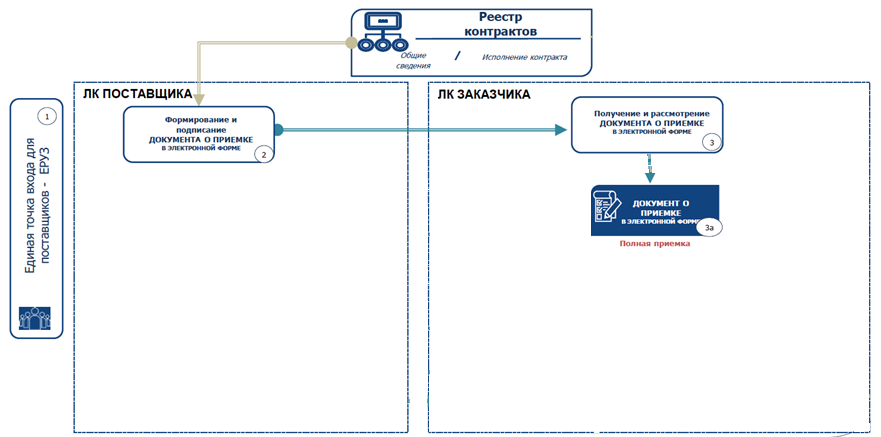 Реестр
контрактов
Общие
сведения
/
Исполнение контракта
ЛК ПОСТАВЩИКА
ЛК ЗАКАЗЧИКА
1
Единая точка входа для
поставщиков - ЕРУЗ
Формирование и
подписание
ДОКУМЕНТА О ПРИЕМКЕ
В ЭЛЕКТРОННОЙ ФОРМЕ
2
Получение и рассмотрение
ДОКУМЕНТА О ПРИЕМКЕ
В ЭЛЕКТРОННОЙ ФОРМЕ
3
ДОКУМЕНТ О
ПРИЕМКЕ
В ЭЛЕКТРОННОЙ ФОРМЕ
3а
Полная приемка